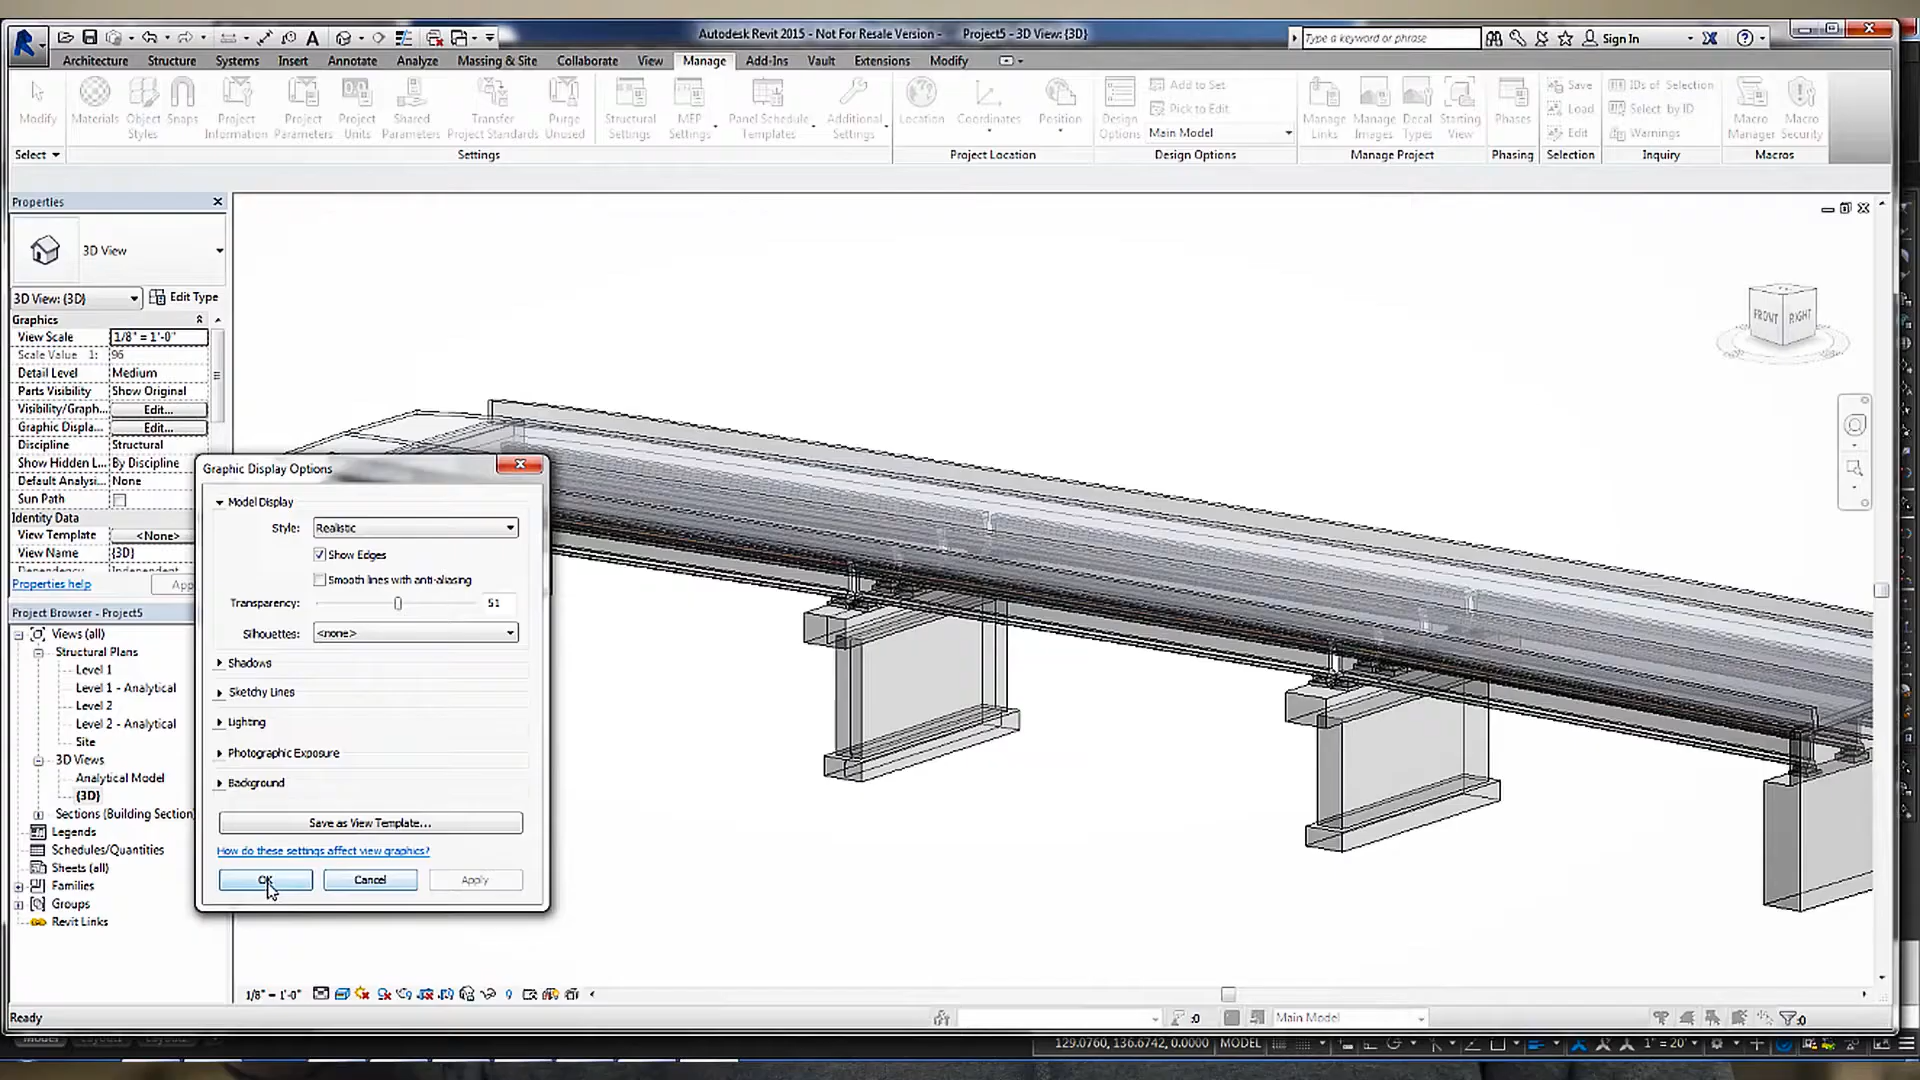 Autodesk Revit 2015 - Not For Resale Version - Project5 - 3D View: {3D}
Type a keyword or phrase
Sign In
Architecture Structure Systems Insert Annotate Analyze Massing & Site Collaborate View Manage Add-Ins Vault Extensions Modify
Modify
Materials
Object Styles
Snaps
Project Information
Project Parameters
Project Units
Shared Parameters
Transfer Project Standards
Purge Unused
Structural Settings
MEP Settings
Panel Schedule Templates
Additional Settings
Location
Coordinates
Position
Design Options
Add to Set
Pick to Edit
Main Model
Manage Links
Manage Images
Decal Types
Starting View
Phases
Save
Load
Edit
IDs of Selection
Select by ID
Warnings
Macro Manager
Macro Security
Select
Settings
Project Location
Design Options
Manage Project
Phasing
Selection
Inquiry
Macros
Properties
3D View
3D View: {3D}
Edit Type
Graphics
View Scale 1/8" = 1'-0"
Scale Value 1: 96
Detail Level Medium
Parts Visibility Show Original
Visibility/Graph... Edit...
Graphic Displa... Edit...
Discipline Structural
Show Hidden L... By Discipline
Default Analysi... None
Sun Path
Identity Data
View Template <None>
View Name {3D}
Dependency Independent
Properties help App
Project Browser - Project5
Views (all)
Structural Plans
Level 1
Level 1 - Analytical
Level 2
Level 2 - Analytical
Site
3D Views
Analytical Model
{3D}
Sections (Building Section)
Legends
Schedules/Quantities
Sheets (all)
Families
Groups
Revit Links
Graphic Display Options
Model Display
Style: Realistic
Show Edges
Smooth lines with anti-aliasing
Transparency: 51
Silhouettes: <none>
Shadows
Sketchy Lines
Lighting
Photographic Exposure
Background
Save as View Template...
How do these settings affect view graphics?
OK Cancel Apply
FRONT RIGHT
1/8" = 1'-0"
Ready
:0
Main Model
:0
129.0760, 136.6742, 0.0000 MODEL
1" = 20'